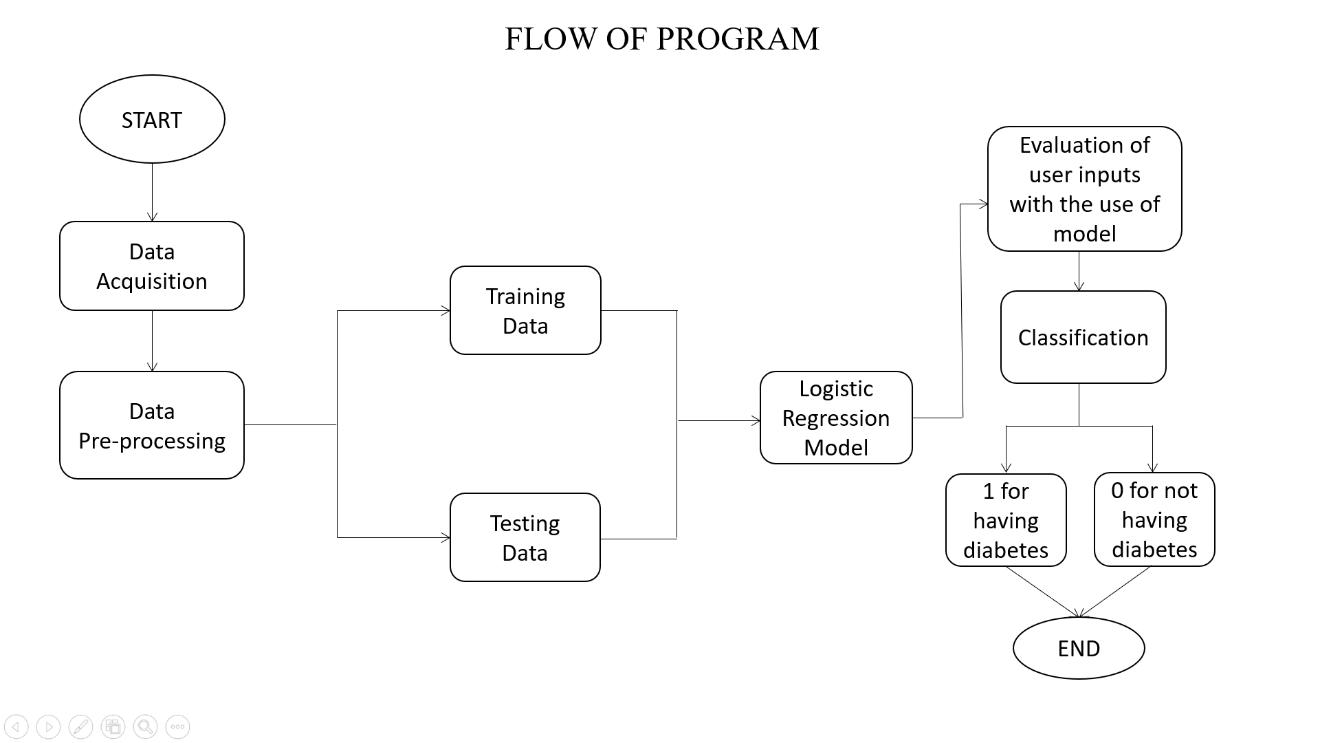 FLOW OF PROGRAM
START
Data
Acquisition
Data
Pre-processing
Training
Data
Testing
Data
Logistic
Regression
Model
Evaluation of
user inputs
with the use of
model
Classification
1 for
having
diabetes
0 for not
having
diabetes
END